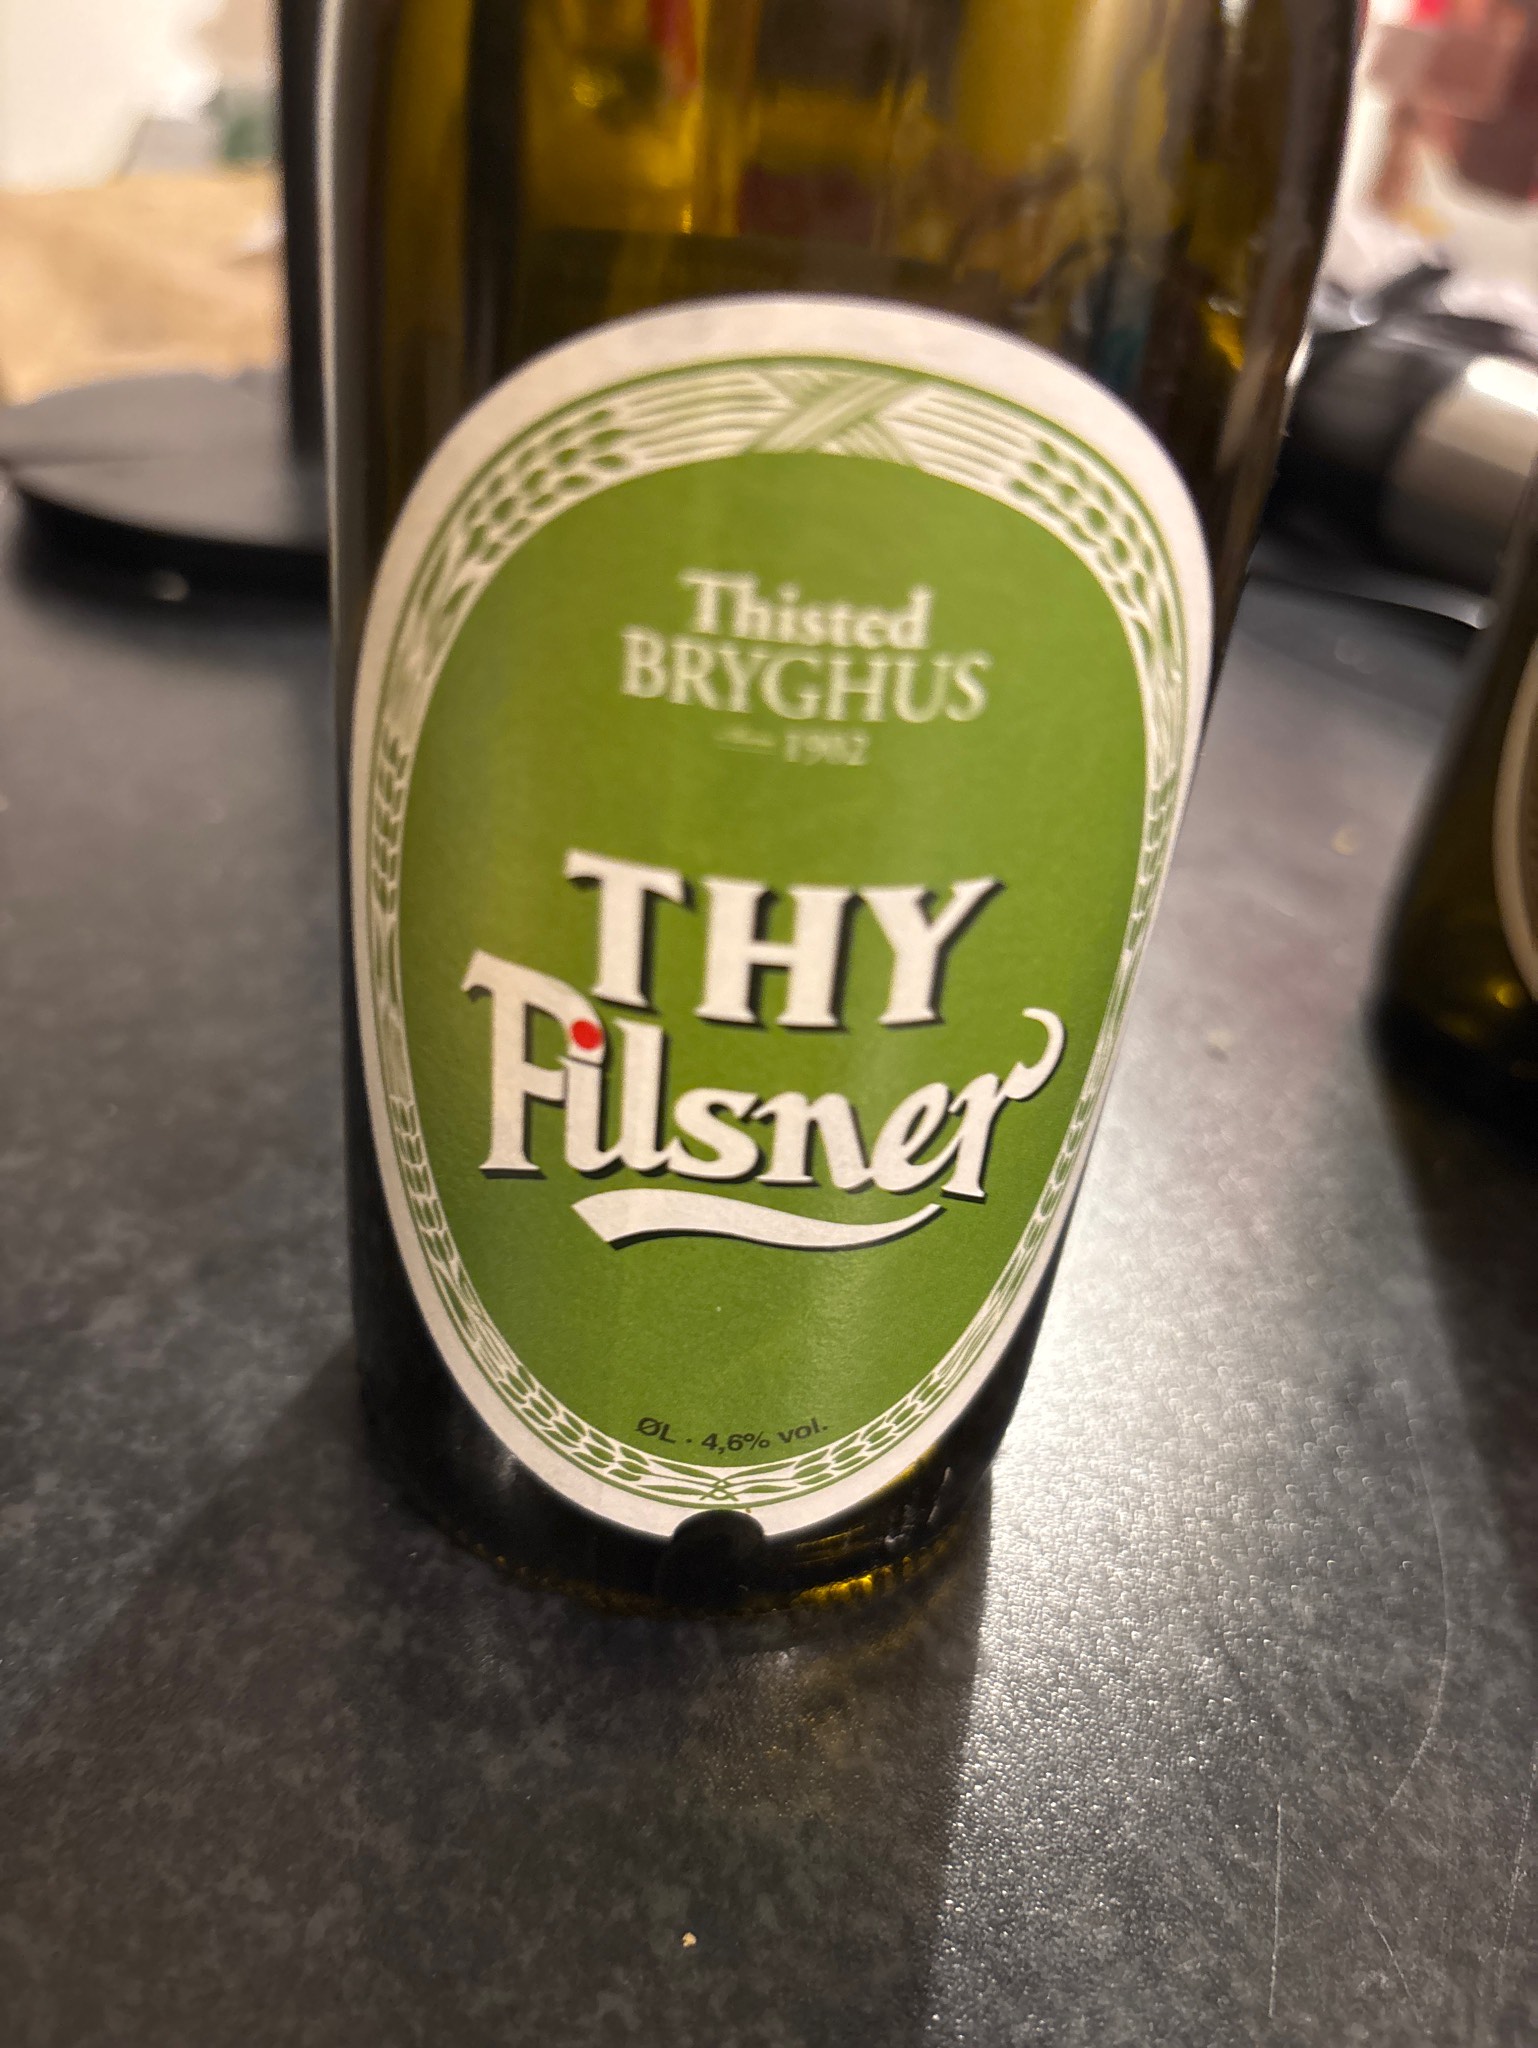 Thisted
BRYGHUS
1902
THY
Pilsner
ØL · 4,6% vol.